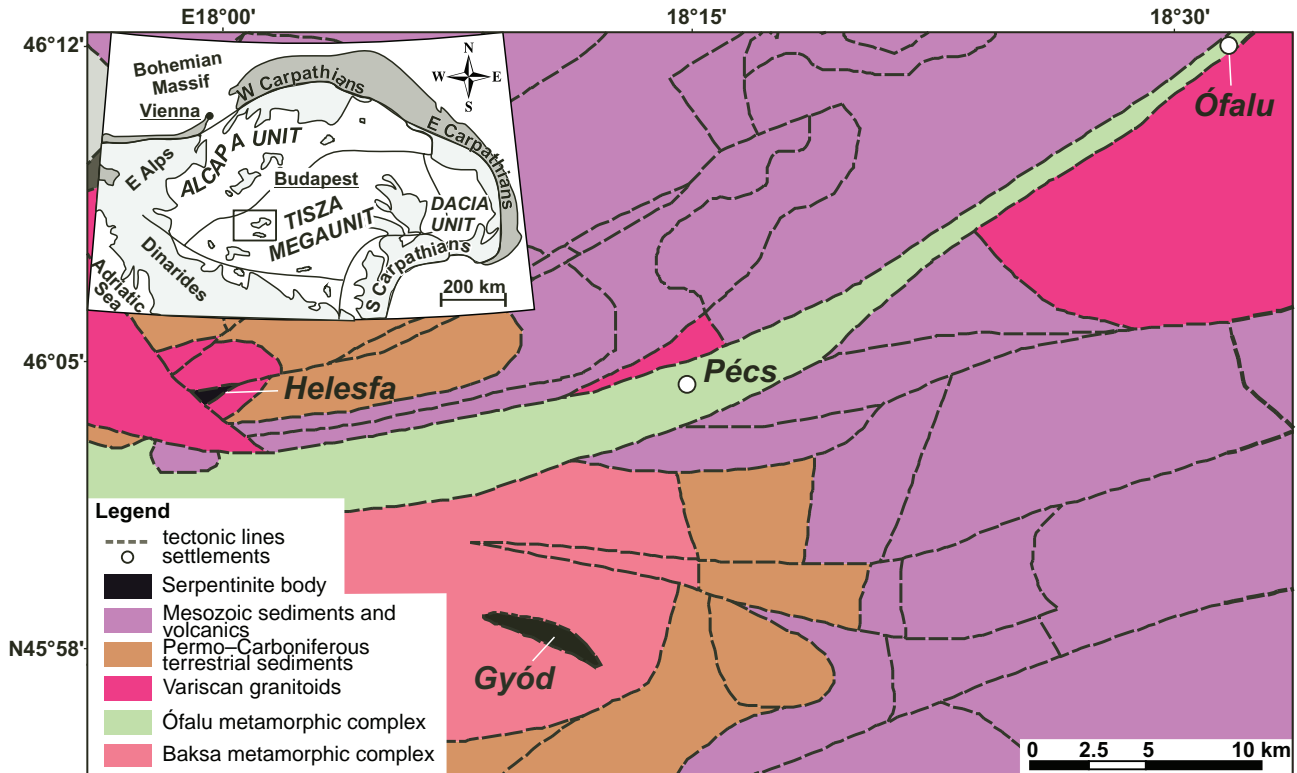 E18°00'
18°15'
18°30'
46°12'
46°05'
N45°58'
Bohemian
Massif
Vienna
W Carpathians
E Carpathians
N
W
E
S
E Alps
ALCAPA UNIT
Budapest
TISZA
MEGAUNIT
DACIA
UNIT
S Carpathians
Dinarides
Adriatic
Sea
200 km
Ófalu
Pécs
Helesfa
Gyód
Legend
tectonic lines
settlements
Serpentinite body
Mesozoic sediments and
volcanics
Permo–Carboniferous
terrestrial sediments
Variscan granitoids
Ófalu metamorphic complex
Baksa metamorphic complex
0 2.5 5 10 km